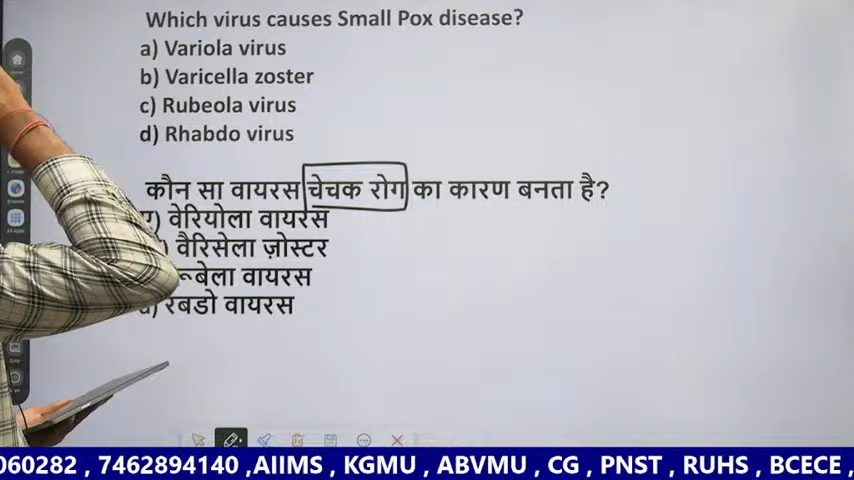 Which virus causes Small Pox disease?
a) Variola virus
b) Varicella zoster
c) Rubeola virus
d) Rhabdo virus
कौन सा वायरस चेचक रोग का कारण बनता है?
वेरियोला वायरस
वैरिसेला ज़ोस्टर
रूबेला वायरस
रबडो वायरस
060282 , 7462894140 ,AIIMS , KGMU , ABVMU , CG , PNST , RUHS , BCECE ,